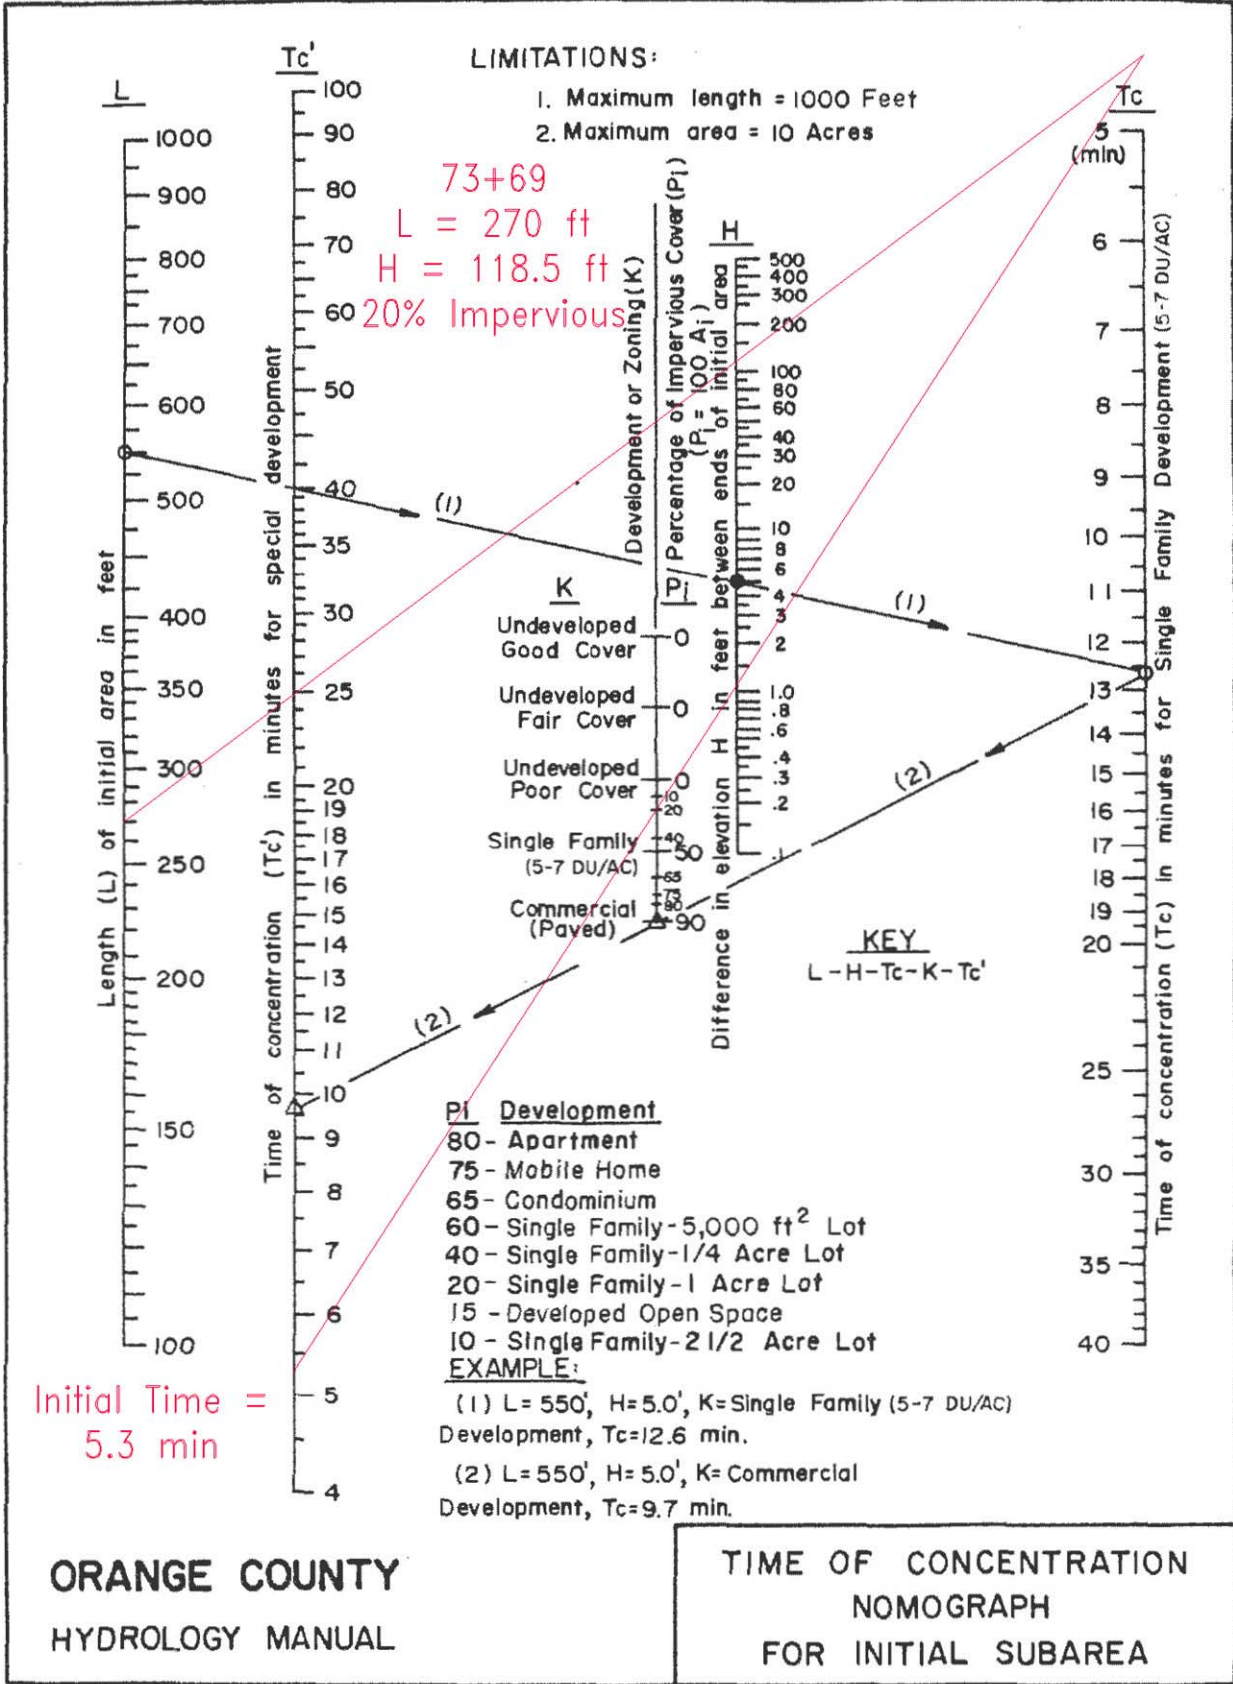 LIMITATIONS:
1. Maximum length = 1000 Feet
2. Maximum area = 10 Acres
73+69
L = 270 ft
H = 118.5 ft
20% Impervious
L
1000
900
800
700
600
500
400
350
300
250
200
150
100
Length (L) of initial area in feet
Tc'
100
90
80
70
60
50
40
35
30
25
20
19
18
17
16
15
14
13
12
11
10
9
8
7
6
5
4
Time of concentration (Tc') in minutes for special development
Initial Time =
5.3 min
(1)
(1)
(2)
(2)
Development or Zoning (K)
Percentage of Impervious Cover (Pi)
(Pi = 100 Ai)
K
Pi
Undeveloped
Good Cover
0
Undeveloped
Fair Cover
0
Undeveloped
Poor Cover
0
10
20
40
Single Family
(5-7 DU/AC)
50
65
75
80
Commercial
(Paved)
90
H
500
400
300
200
100
80
60
40
30
20
10
8
6
4
3
2
1.0
.8
.6
.4
.3
.2
.1
Difference in elevation H in feet between ends of initial area
Tc
5
(min)
6
7
8
9
10
11
12
13
14
15
16
17
18
19
20
25
30
35
40
Time of concentration (Tc) in minutes for Single Family Development (5-7 DU/AC)
KEY
L-H-Tc-K-Tc'
Pi Development
80 - Apartment
75 - Mobile Home
65 - Condominium
60 - Single Family - 5,000 ft² Lot
40 - Single Family - 1/4 Acre Lot
20 - Single Family - 1 Acre Lot
15 - Developed Open Space
10 - Single Family - 2 1/2 Acre Lot
EXAMPLE:
(1) L= 550', H= 5.0', K= Single Family (5-7 DU/AC)
Development, Tc=12.6 min.
(2) L= 550', H= 5.0', K= Commercial
Development, Tc=9.7 min.
ORANGE COUNTY
HYDROLOGY MANUAL
TIME OF CONCENTRATION
NOMOGRAPH
FOR INITIAL SUBAREA